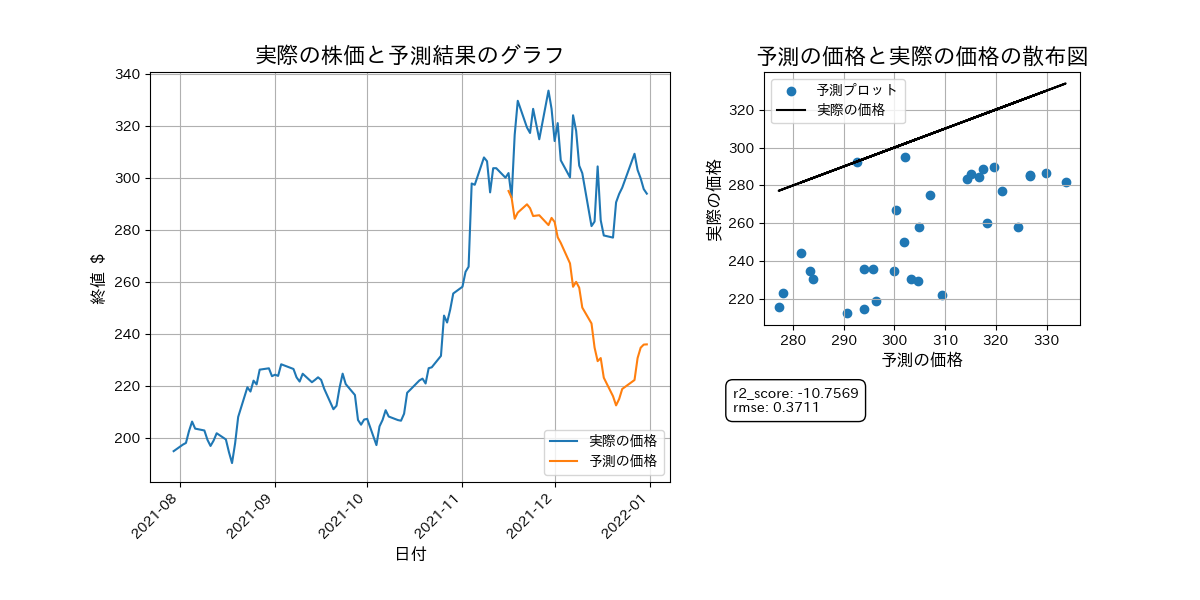 実際の株価と予測結果のグラフ
340
320
300
280
260
240
220
200
終値 $
2021-08
2021-09
2021-10
2021-11
2021-12
2022-01
日付
実際の価格
予測の価格
予測の価格と実際の価格の散布図
予測プロット
実際の価格
320
300
280
260
240
220
実際の価格
280
290
300
310
320
330
予測の価格
r2_score: -10.7569
rmse: 0.3711